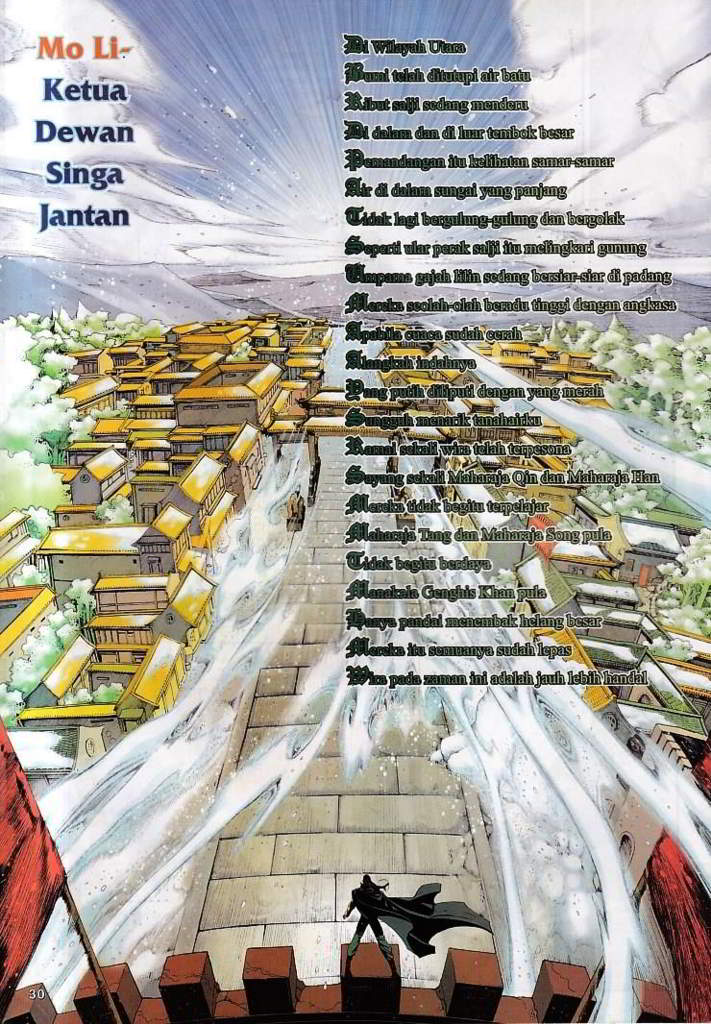 Mo Li-
Ketua
Dewan
Singa
Jantan
Di Wilayah Utara
Bumi telah ditutupi air batu
Ribut salji sedang menderu
Di dalam dan di luar tembok besar
Pemandangan itu kelihatan samar-samar
Air di dalam sungai yang panjang
Tidak lagi bergulung-gulung dan bergolak
Seperti ular perak salji itu melingkari gunung
Umpama gajah lilin sedang bersiar-siar di padang
Mereka seolah-olah beradu tinggi dengan angkasa
Apabila cuaca sudah cerah
Alangkah indahnya
Yang putih diliputi dengan yang merah
Sungguh menarik tanahairku
Ramai sekali wira telah terpesona
Sayang sekali Maharaja Qin dan Maharaja Han
Mereka tidak begitu terpelajar
Maharaja Tang dan Maharaja Song pula
Tidak begitu berdaya
Manakala Genghis Khan pula
Hanya pandai menembak helang besar
Mereka itu semuanya sudah lepas
Wira pada zaman ini adalah jauh lebih handal
30